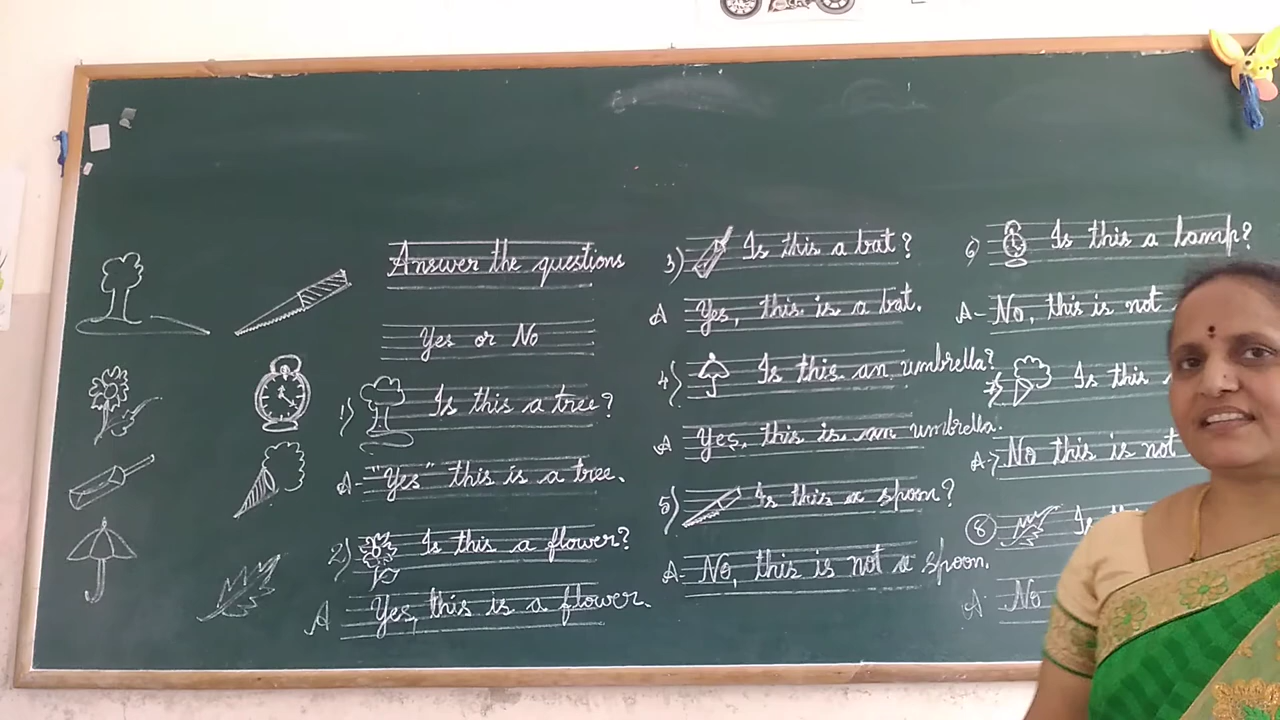 Answer the questions
Yes or No
1) Is this a tree?
A- "Yes" this is a tree.
2) Is this a flower?
A Yes, this is a flower.
3) Is this a bat?
A Yes, this is a bat.
4) Is this an umbrella?
A Yes, this is an umbrella.
5) Is this a spoon?
A- No, this is not a spoon.
6) Is this a lamp?
A- No, this is not
7) Is this
A-> No this is not
8 Is
A- No